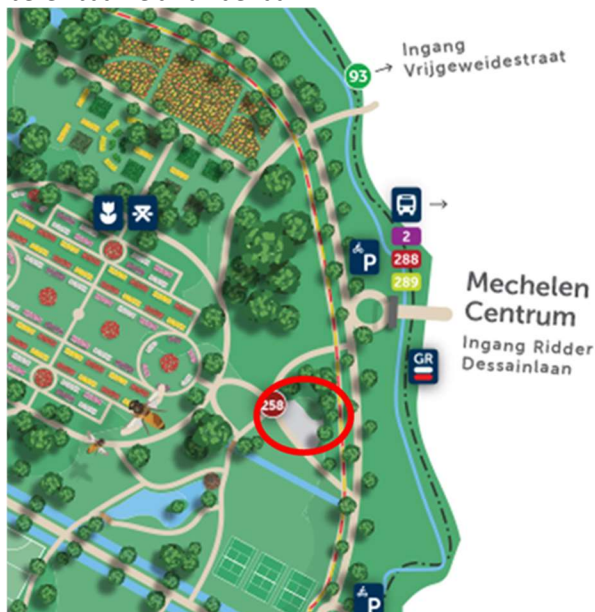 Ingang
Vrijgeweidestraat
93
2
288
289
P
Mechelen
Centrum
Ingang Ridder
Dessainlaan
GR
258
P